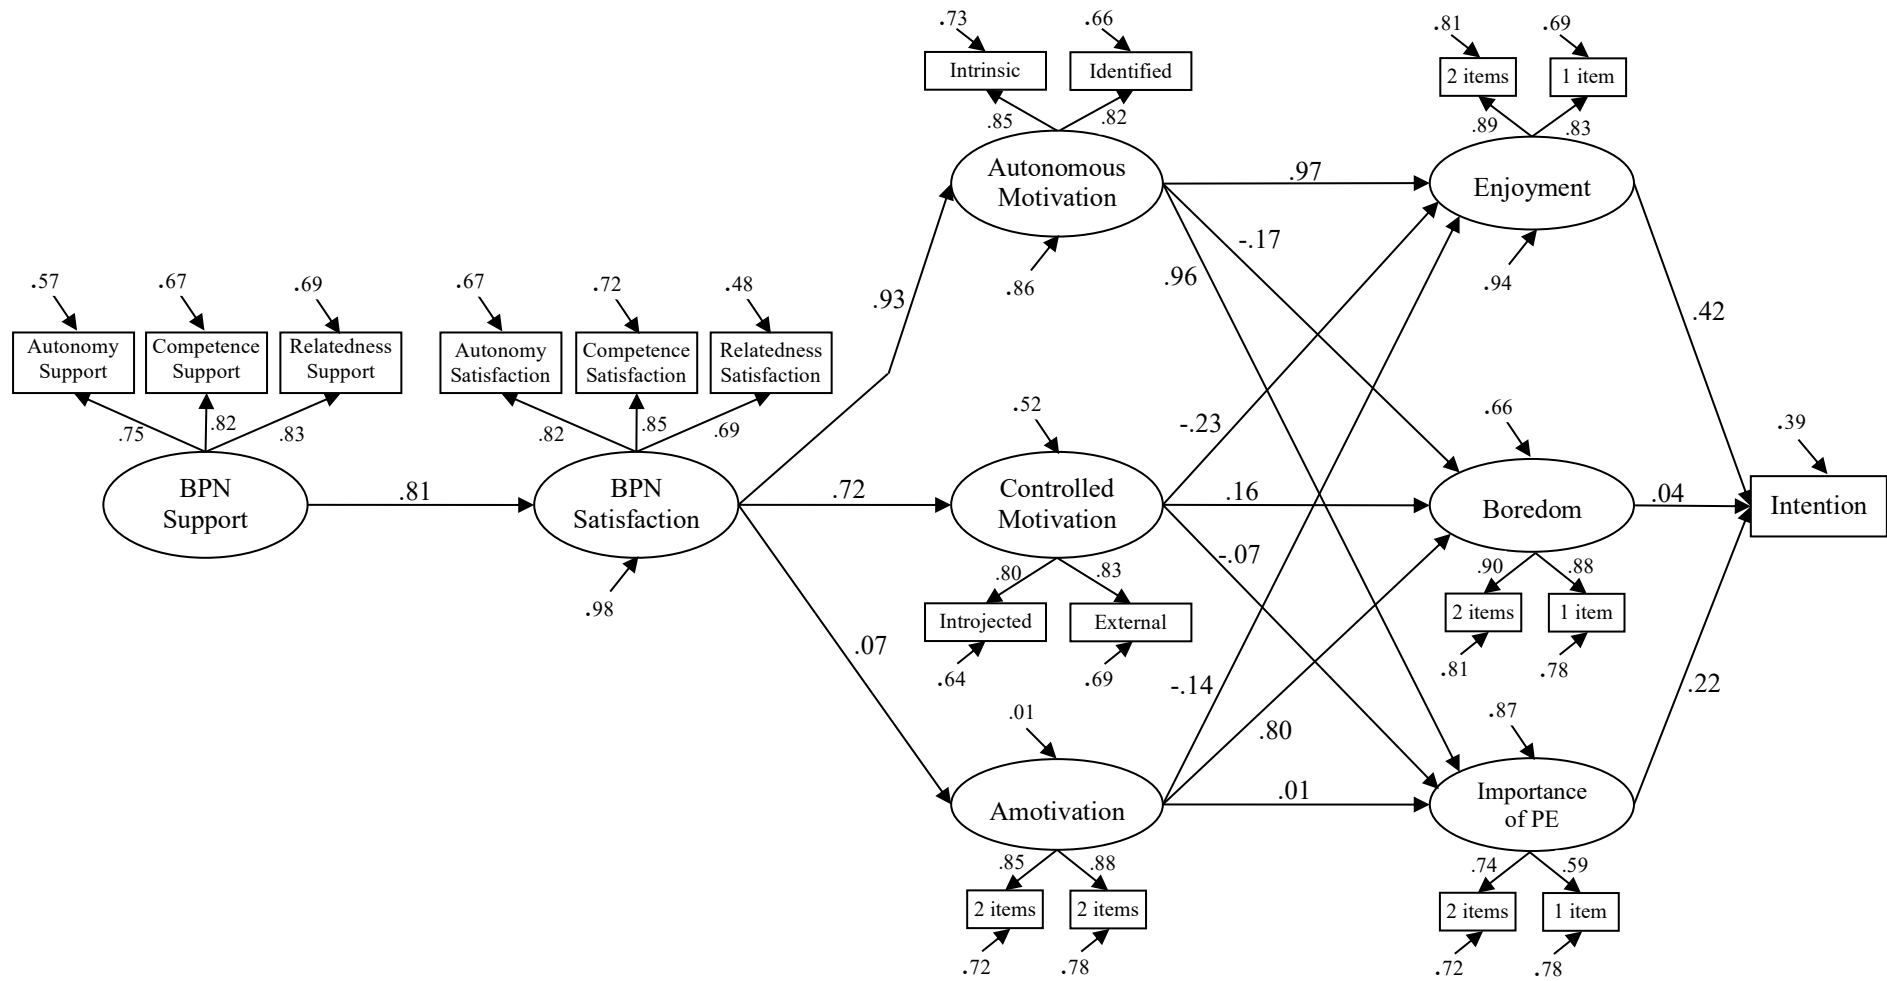 .73
.66
.81
.69
Intrinsic
Identified
2 items
1 item
.85
.82
.89
.83
Autonomous
Motivation
Enjoyment
.97
-.17
.96
.86
.94
.93
.42
.57
.67
.69
.67
.72
.48
Autonomy
Support
Competence
Support
Relatedness
Support
Autonomy
Satisfaction
Competence
Satisfaction
Relatedness
Satisfaction
.75
.82
.83
.82
.85
.69
BPN
Support
.81
BPN
Satisfaction
.98
.72
.52
Controlled
Motivation
-.23
.16
-.07
.66
Boredom
.04
.39
Intention
.80
.83
Introjected
External
.64
.69
.90
.88
2 items
1 item
.81
.78
.07
-.14
.80
.01
.22
.01
Amotivation
.87
Importance
of PE
.85
.88
2 items
2 items
.72
.78
.74
.59
2 items
1 item
.72
.78